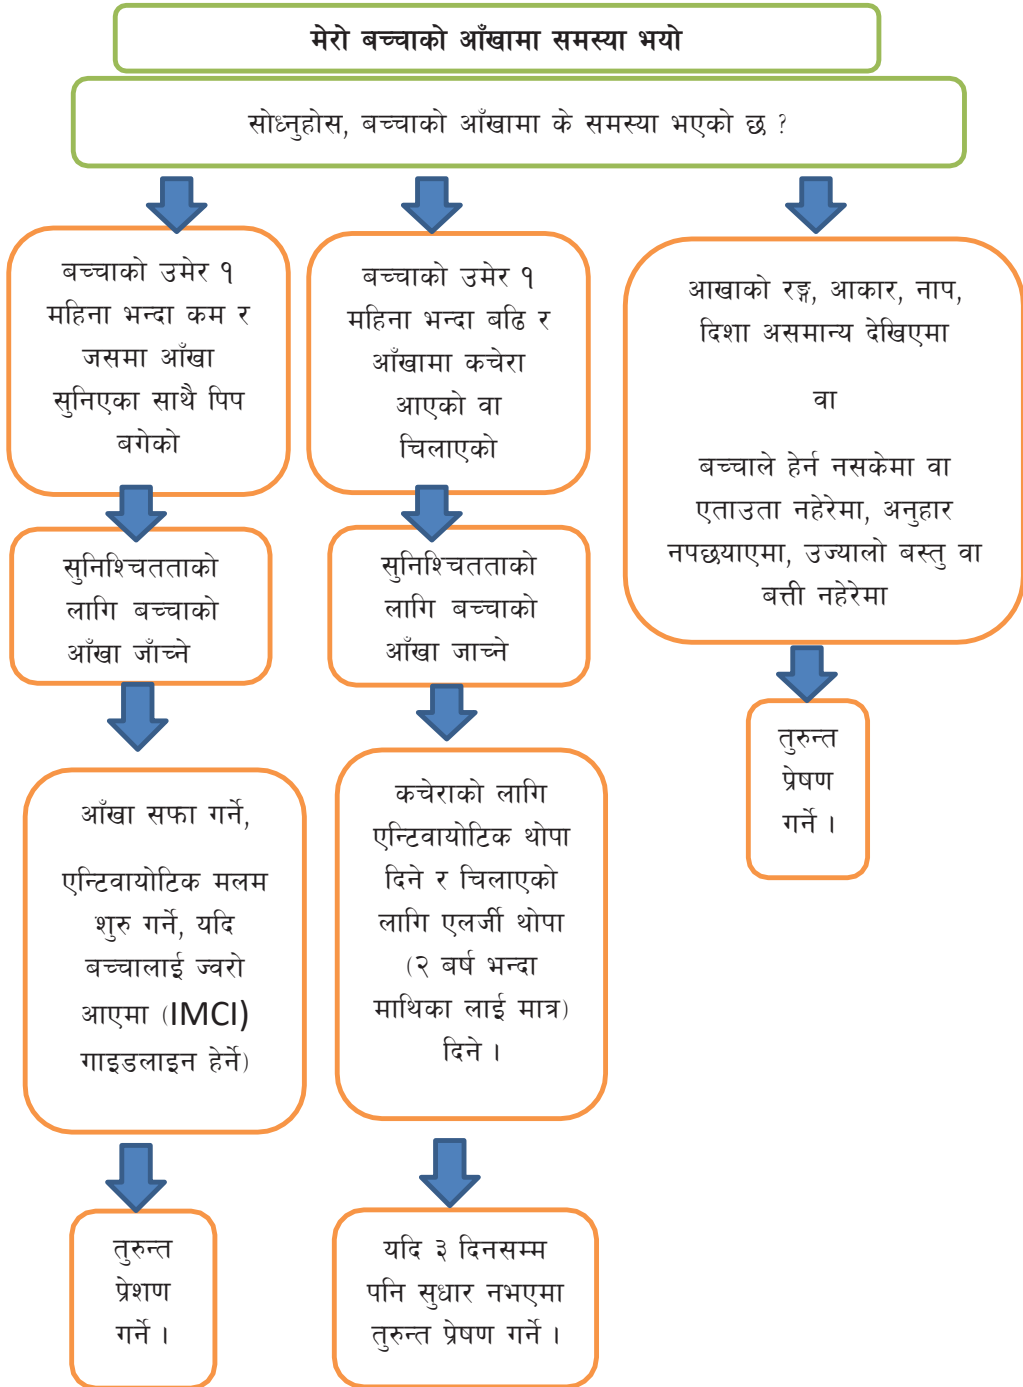 मेरो बच्चाको आँखामा समस्या भयो
सोध्नुहोस, बच्चाको आँखामा के समस्या भएको छ ?
बच्चाको उमेर १
महिना भन्दा कम र
जसमा आँखा
सुनिएका साथै पिप
बगेको
सुनिश्चितताको
लागि बच्चाको
आँखा जाँच्ने
आँखा सफा गर्ने,
एन्टिवायोटिक मलम
शुरु गर्ने, यदि
बच्चालाई ज्वरो
आएमा (IMCI)
गाइडलाइन हेर्ने)
तुरुन्त
प्रेशण
गर्ने ।
बच्चाको उमेर १
महिना भन्दा बढि र
आँखामा कचेरा
आएको वा
चिलाएको
सुनिश्चितताको
लागि बच्चाको
आँखा जाच्ने
कचेराको लागि
एन्टिवायोटिक थोपा
दिने र चिलाएको
लागि एलर्जी थोपा
(२ बर्ष भन्दा
माथिका लाई मात्र)
दिने ।
यदि ३ दिनसम्म
पनि सुधार नभएमा
तुरुन्त प्रेषण गर्ने ।
आखाको रङ्ग, आकार, नाप,
दिशा असमान्य देखिएमा
वा
बच्चाले हेर्न नसकेमा वा
एताउता नहेरेमा, अनुहार
नपछयाएमा, उज्यालो बस्तु वा
बत्ती नहेरेमा
तुरुन्त
प्रेषण
गर्ने ।